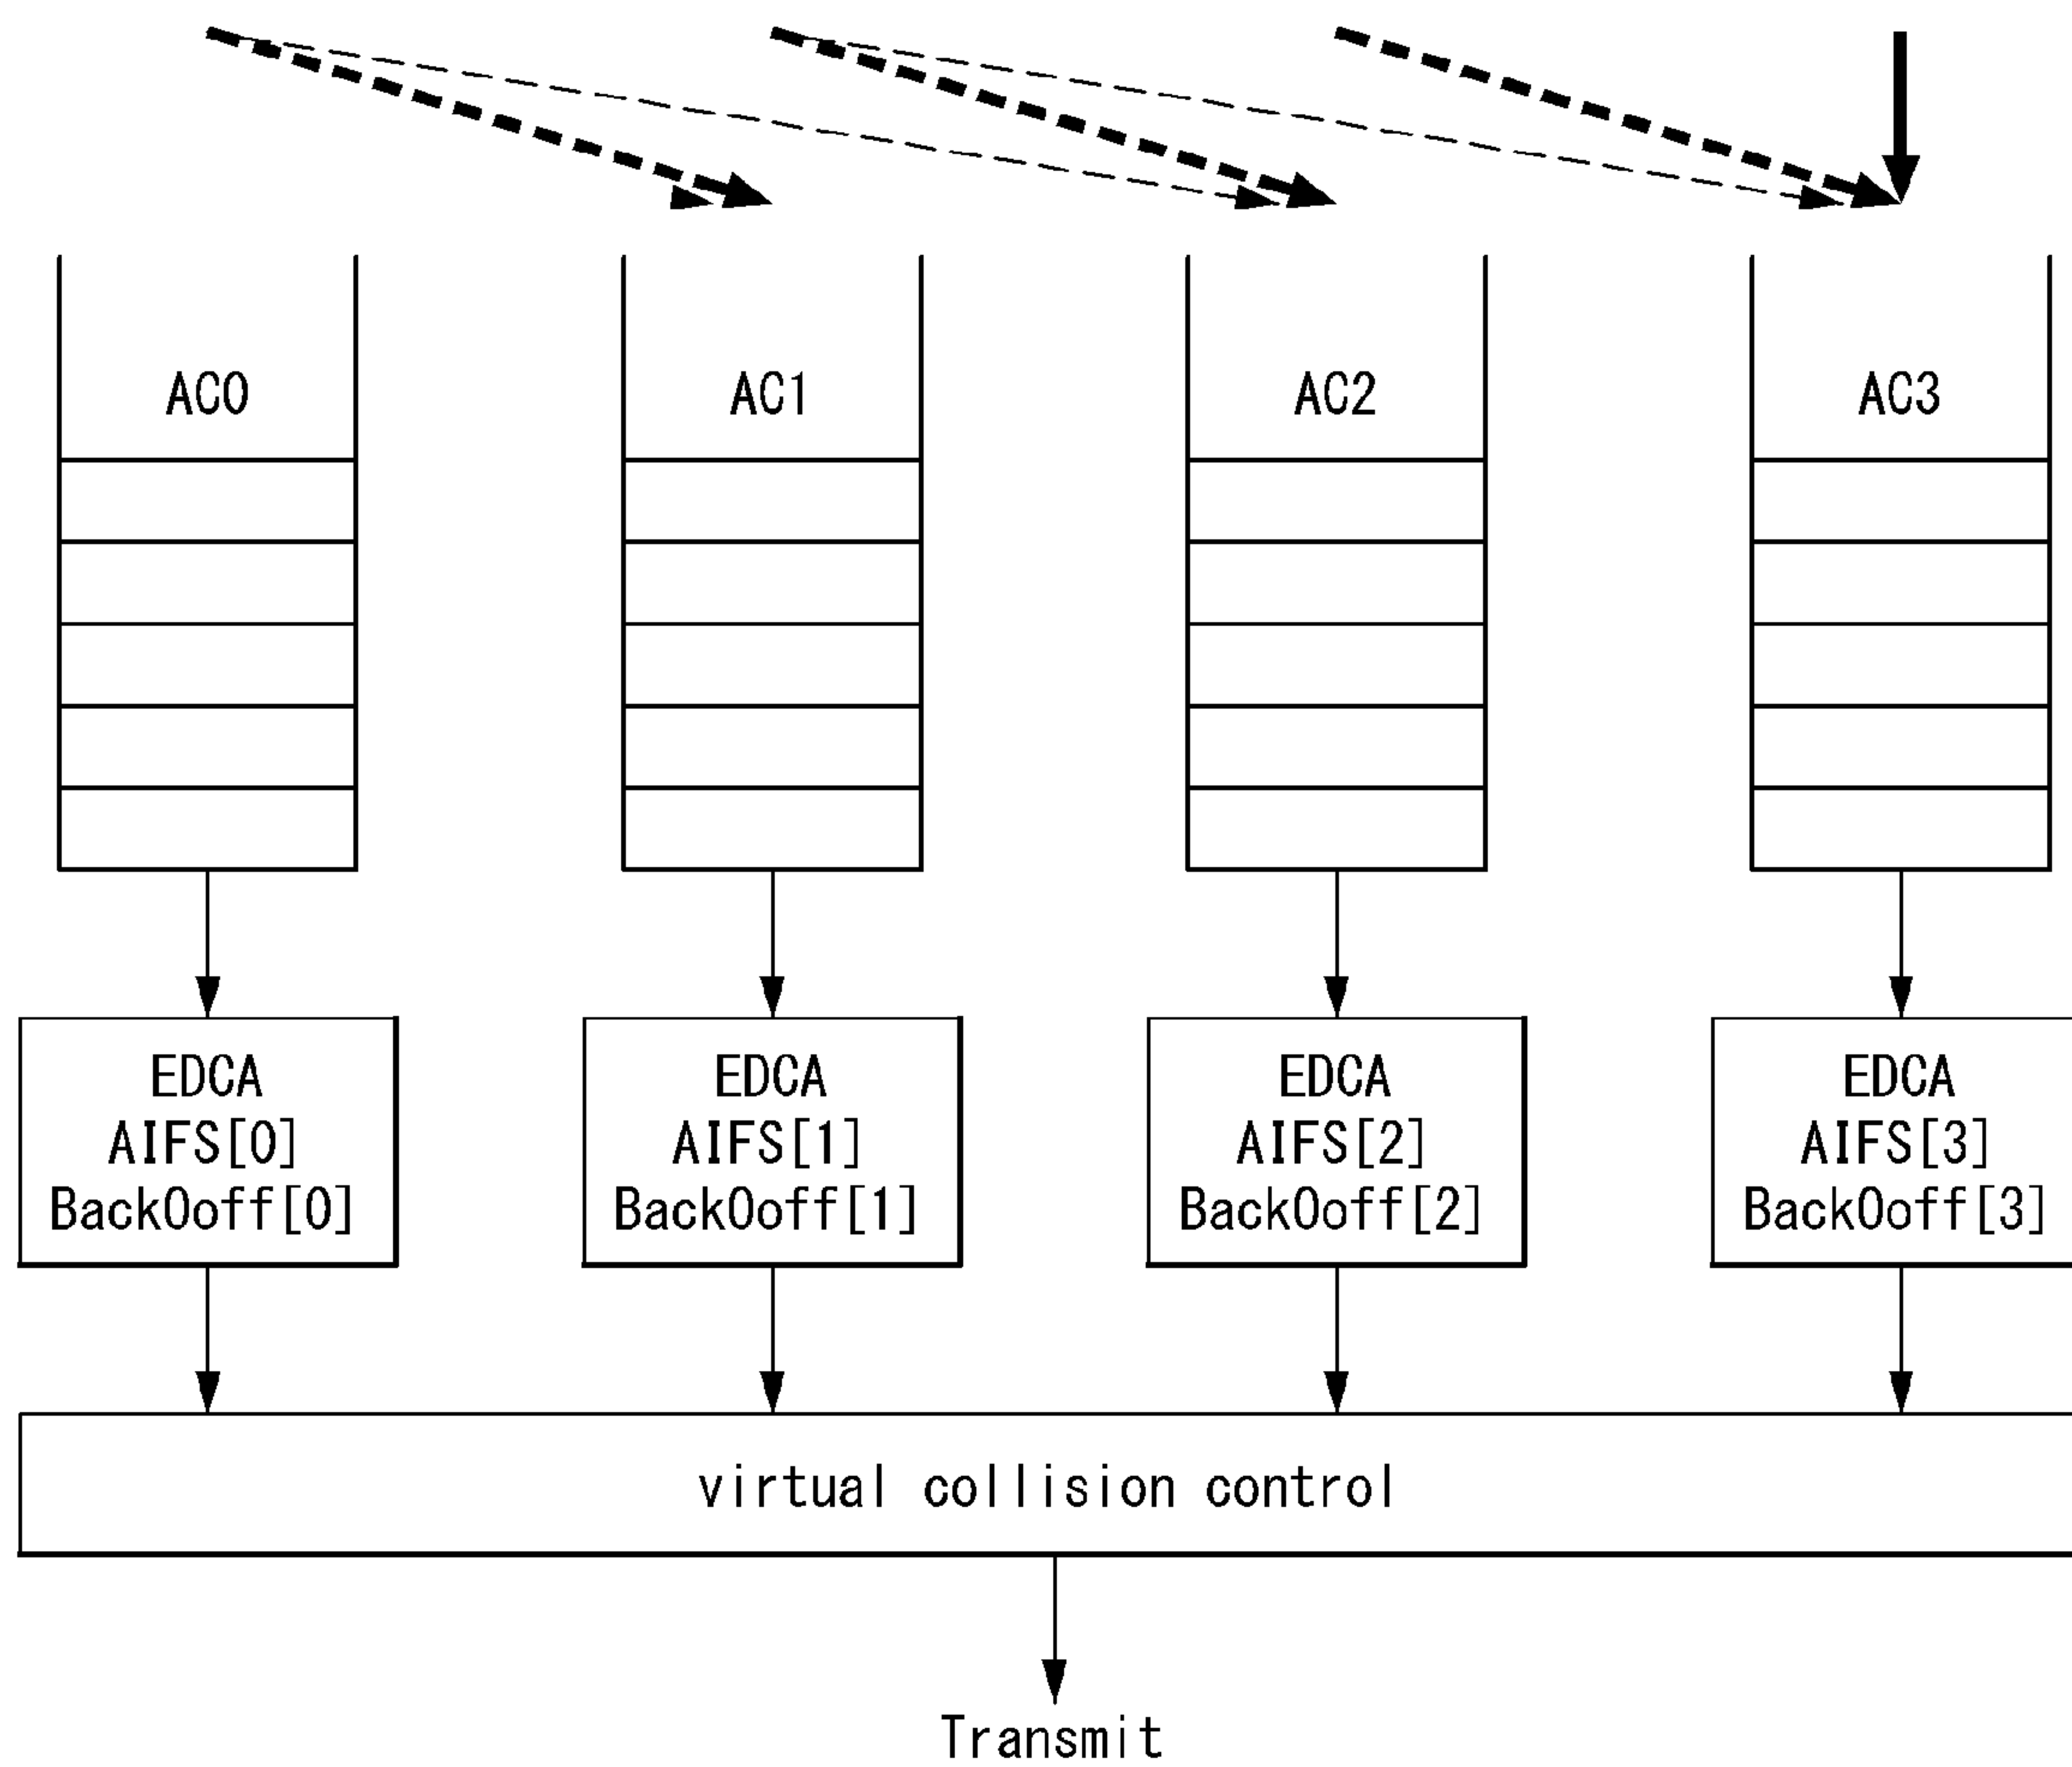 AC0
AC1
AC2
AC3
EDCA
AIFS[0]
BackOoff[0]
EDCA
AIFS[1]
BackOoff[1]
EDCA
AIFS[2]
BackOoff[2]
EDCA
AIFS[3]
BackOoff[3]
virtual collision control
Transmit